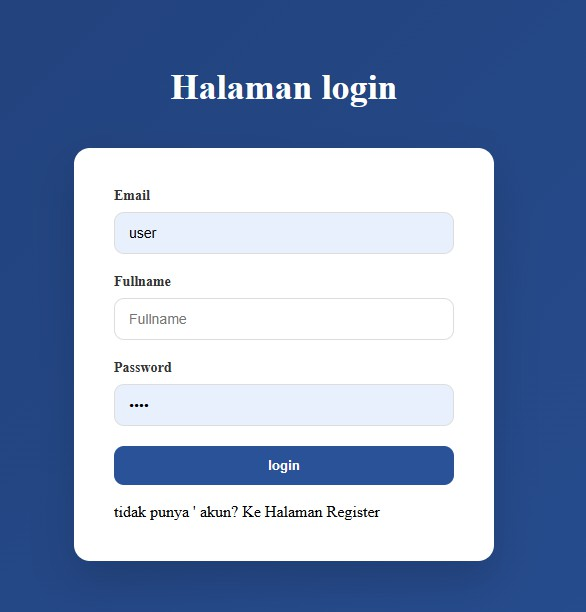 Halaman login
Email
user
Fullname
Fullname
Password
••••
login
tidak punya ' akun? Ke Halaman Register